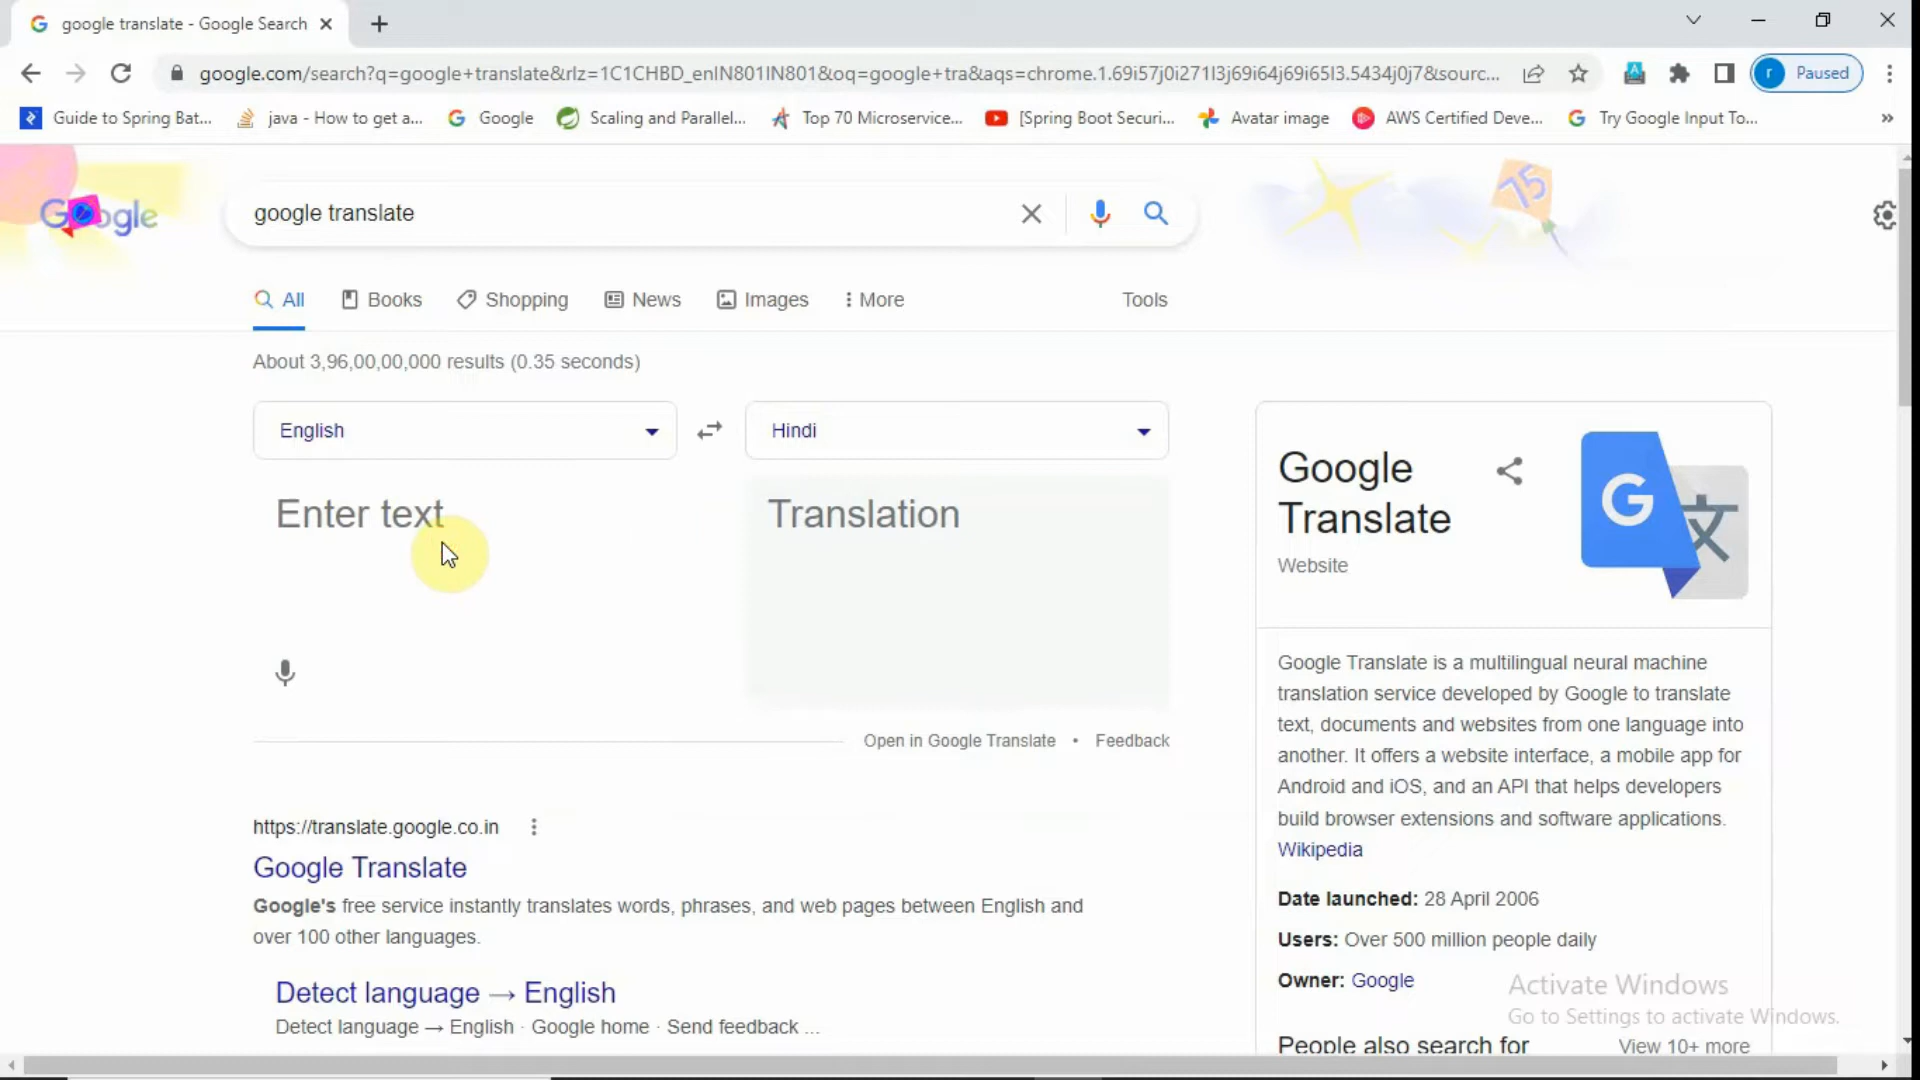 google translate - Google Search
google.com/search?q=google+translate&rlz=1C1CHBD_enIN801IN801&oq=google+tra&aqs=chrome.1.69i57j0i271l3j69i64j69i65l3.5434j0j7&sourc...
r Paused
Guide to Spring Bat... java - How to get a... Google Scaling and Parallel... Top 70 Microservice... [Spring Boot Securi... Avatar image AWS Certified Deve... Try Google Input To... »
Google
google translate
75
All Books Shopping News Images More Tools
About 3,96,00,00,000 results (0.35 seconds)
English Hindi
Enter text Translation
Open in Google Translate • Feedback
https://translate.google.co.in
Google Translate
Google's free service instantly translates words, phrases, and web pages between English and
over 100 other languages.
Detect language → English
Detect language → English · Google home · Send feedback ...
Google
Translate
Website
G 文
Google Translate is a multilingual neural machine
translation service developed by Google to translate
text, documents and websites from one language into
another. It offers a website interface, a mobile app for
Android and iOS, and an API that helps developers
build browser extensions and software applications.
Wikipedia
Date launched: 28 April 2006
Users: Over 500 million people daily
Owner: Google
People also search for View 10+ more
Activate Windows
Go to Settings to activate Windows.